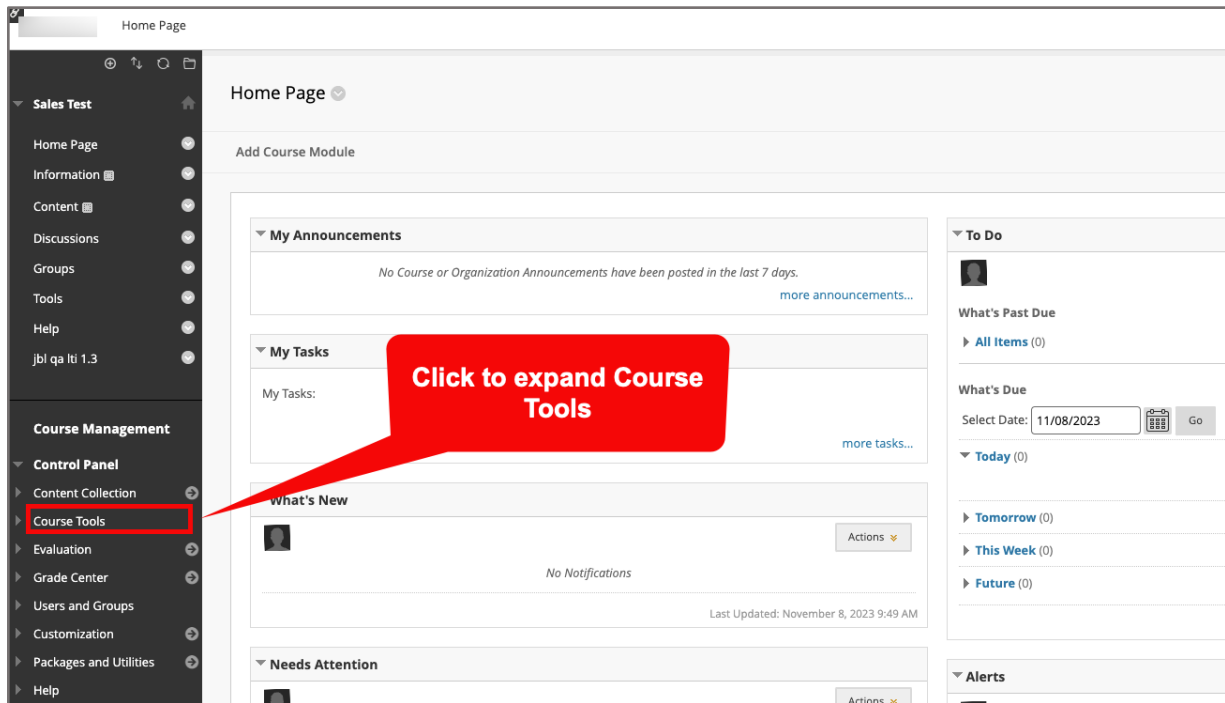 Home Page
Sales Test
Home Page
Information
Content
Discussions
Groups
Tools
Help
jbl qa lti 1.3
Course Management
Control Panel
Content Collection
Course Tools
Evaluation
Grade Center
Users and Groups
Customization
Packages and Utilities
Help
Home Page
Add Course Module
My Announcements
No Course or Organization Announcements have been posted in the last 7 days.
more announcements...
My Tasks
My Tasks:
more tasks...
Click to expand Course
Tools
What's New
Actions
No Notifications
Last Updated: November 8, 2023 9:49 AM
Needs Attention
Actions
To Do
What's Past Due
All Items (0)
What's Due
Select Date: 11/08/2023 Go
Today (0)
Tomorrow (0)
This Week (0)
Future (0)
Alerts